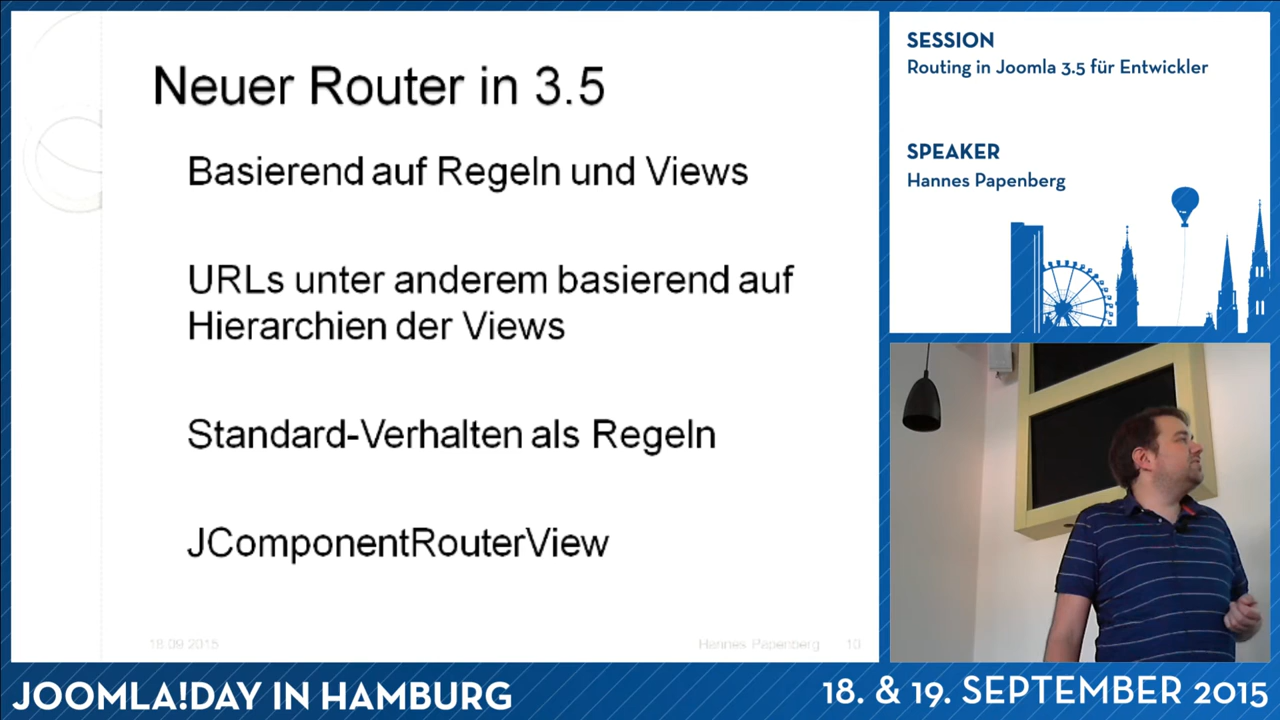 Neuer Router in 3.5
Basierend auf Regeln und Views
URLs unter anderem basierend auf
Hierarchien der Views
Standard-Verhalten als Regeln
JComponentRouterView
18.09.2015
Hannes Papenberg 10
SESSION
Routing in Joomla 3.5 für Entwickler
SPEAKER
Hannes Papenberg
JOOMLA!DAY IN HAMBURG
18. & 19. SEPTEMBER 2015